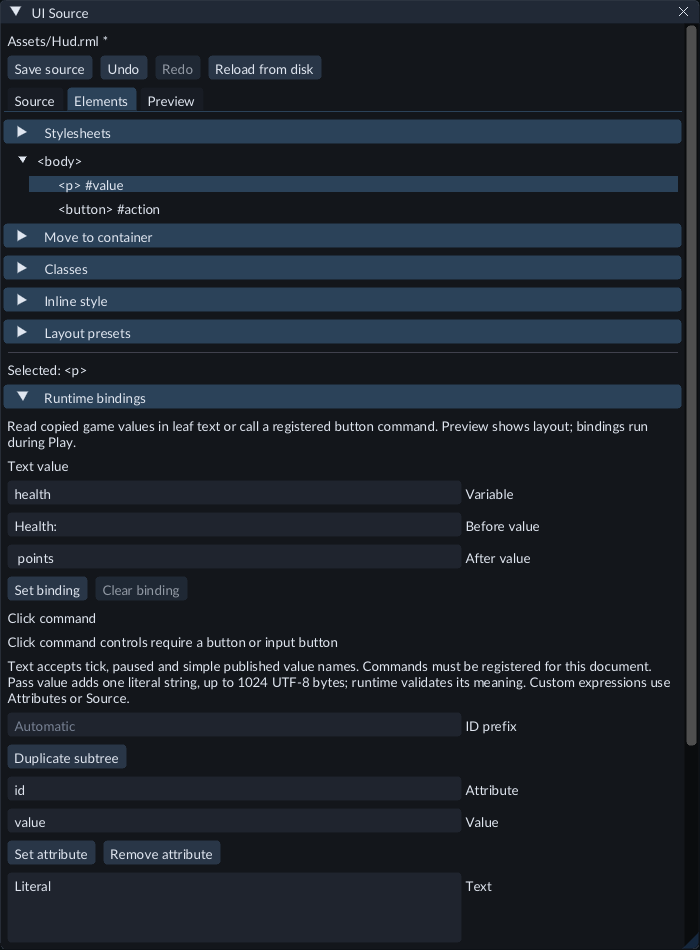 UI Source
Assets/Hud.rml *
Save source Undo Redo Reload from disk
Source Elements Preview
Stylesheets
<body>
<p> #value
<button> #action
Move to container
Classes
Inline style
Layout presets
Selected: <p>
Runtime bindings
Read copied game values in leaf text or call a registered button command. Preview shows layout; bindings run
during Play.
Text value
health Variable
Health: Before value
points After value
Set binding Clear binding
Click command
Click command controls require a button or input button
Text accepts tick, paused and simple published value names. Commands must be registered for this document.
Pass value adds one literal string, up to 1024 UTF-8 bytes; runtime validates its meaning. Custom expressions use
Attributes or Source.
Automatic ID prefix
Duplicate subtree
id Attribute
value Value
Set attribute Remove attribute
Literal Text